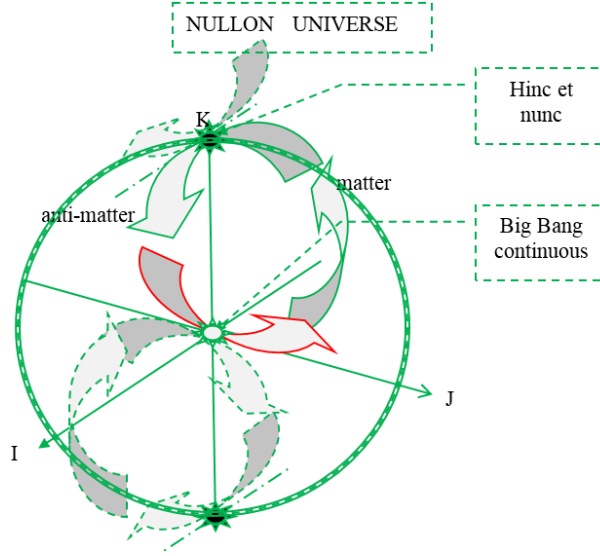 NULLON UNIVERSE
Hinc et
nunc
K
matter
anti-matter
Big Bang
continuous
J
I